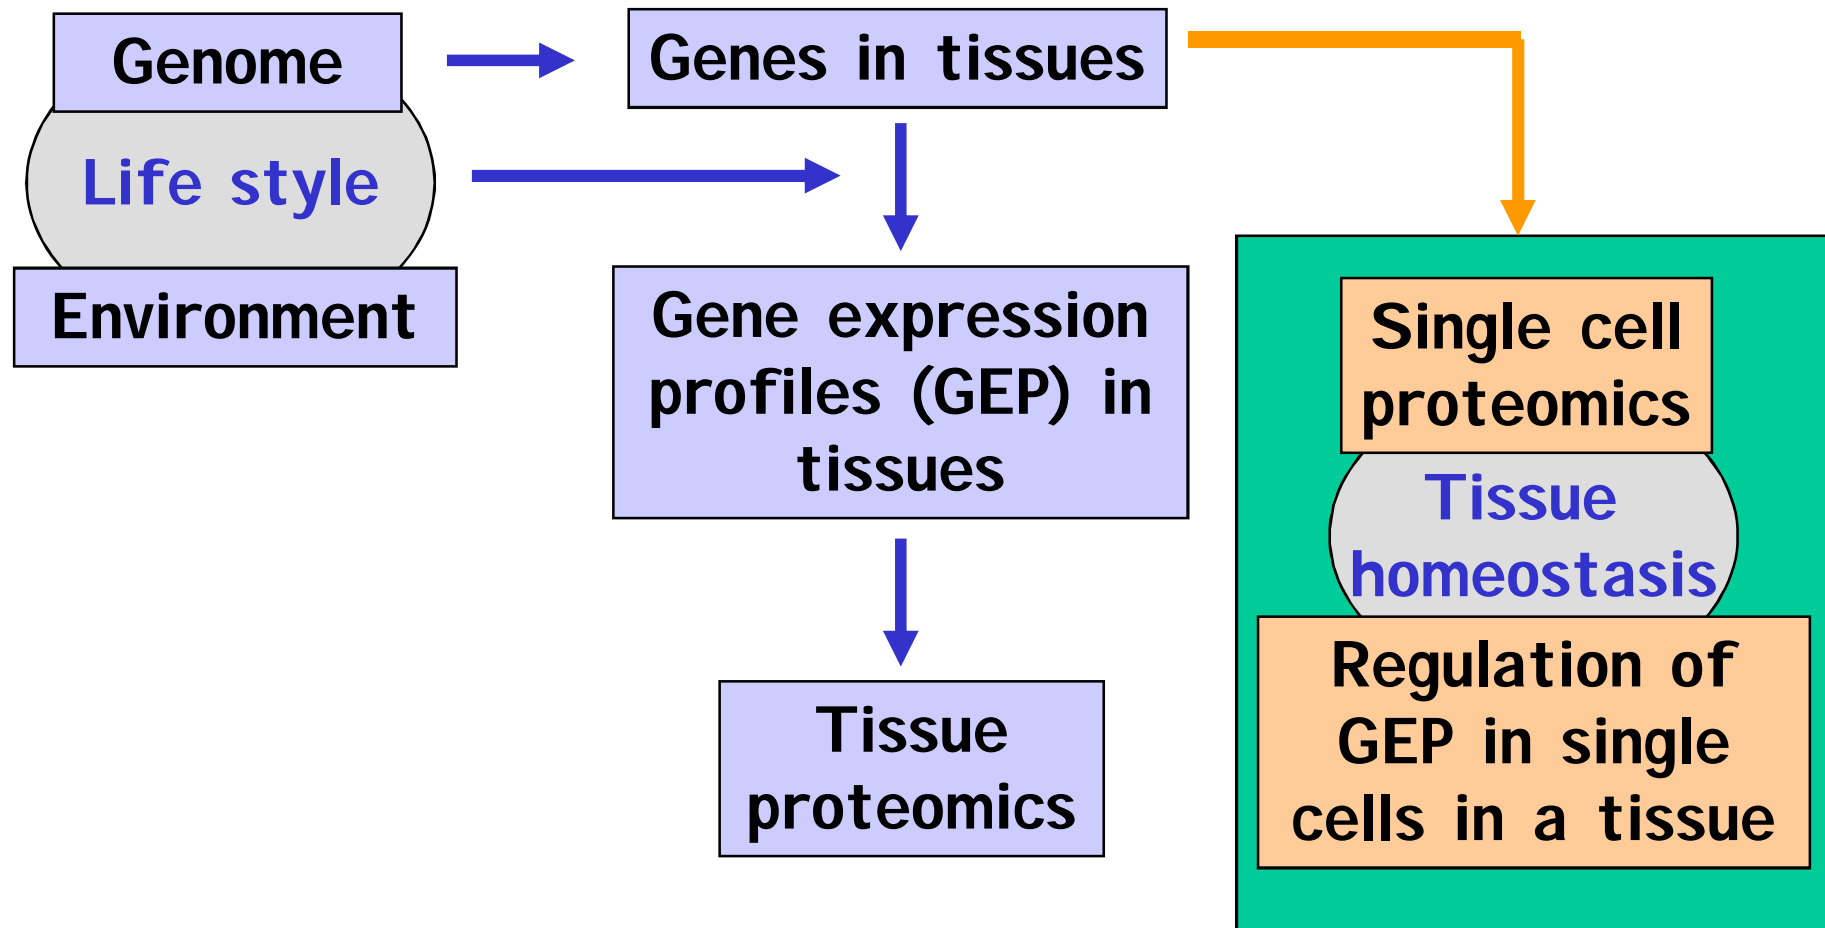 Genome
Life style
Environment
Genes in tissues
Gene expression
profiles (GEP) in
tissues
Tissue
proteomics
Single cell
proteomics
Tissue
homeostasis
Regulation of
GEP in single
cells in a tissue